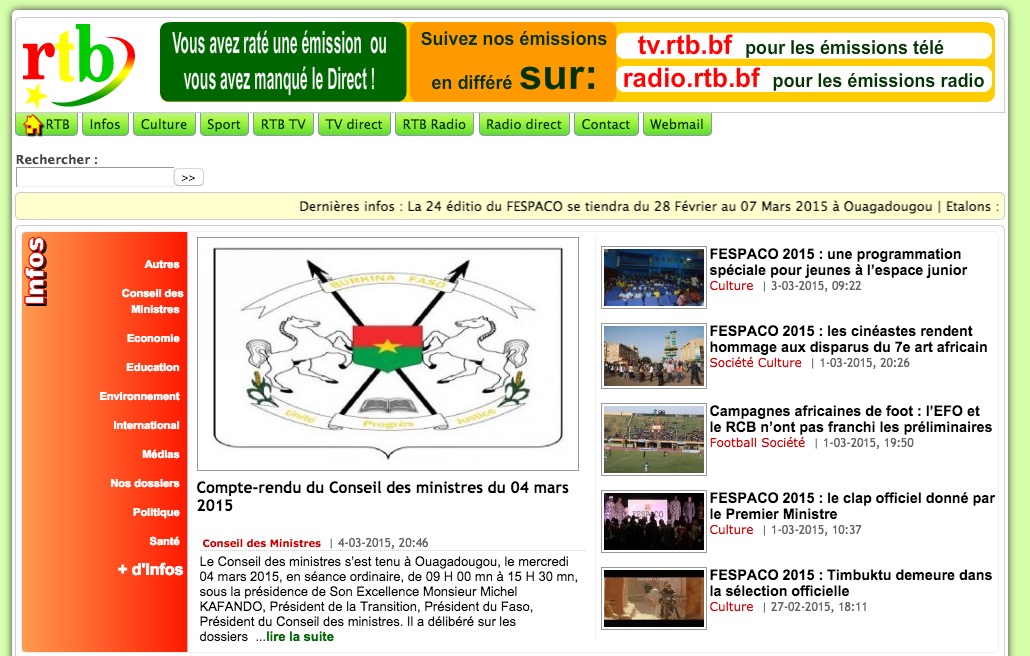 rtb
Vous avez raté une émission ou
vous avez manqué le Direct !
Suivez nos émissions
en différé sur:
tv.rtb.bf pour les émissions télé
radio.rtb.bf pour les émissions radio
RTB Infos Culture Sport RTB TV TV direct RTB Radio Radio direct Contact Webmail
Rechercher :
>>
Dernières infos : La 24 éditio du FESPACO se tiendra du 28 Février au 07 Mars 2015 à Ouagadougou | Etalons :
Infos
Autres
Conseil des
Ministres
Economie
Education
Environnement
International
Médias
Nos dossiers
Politique
Santé
+ d'Infos
BURKINA FASO
Unité Progrès Justice
Compte-rendu du Conseil des ministres du 04 mars
2015
Conseil des Ministres | 4-03-2015, 20:46
Le Conseil des ministres s’est tenu à Ouagadougou, le mercredi
04 mars 2015, en séance ordinaire, de 09 H 00 mn à 15 H 30 mn,
sous la présidence de Son Excellence Monsieur Michel
KAFANDO, Président de la Transition, Président du Faso,
Président du Conseil des ministres. Il a délibéré sur les
dossiers ...lire la suite
FESPACO 2015 : une programmation
spéciale pour jeunes à l’espace junior
Culture | 3-03-2015, 09:22
FESPACO 2015 : les cinéastes rendent
hommage aux disparus du 7e art africain
Société Culture | 1-03-2015, 20:26
Campagnes africaines de foot : l’EFO et
le RCB n’ont pas franchi les préliminaires
Football Société | 1-03-2015, 19:50
FESPACO 2015 : le clap officiel donné par
le Premier Ministre
Culture | 1-03-2015, 10:37
FESPACO 2015 : Timbuktu demeure dans
la sélection officielle
Culture | 27-02-2015, 18:11